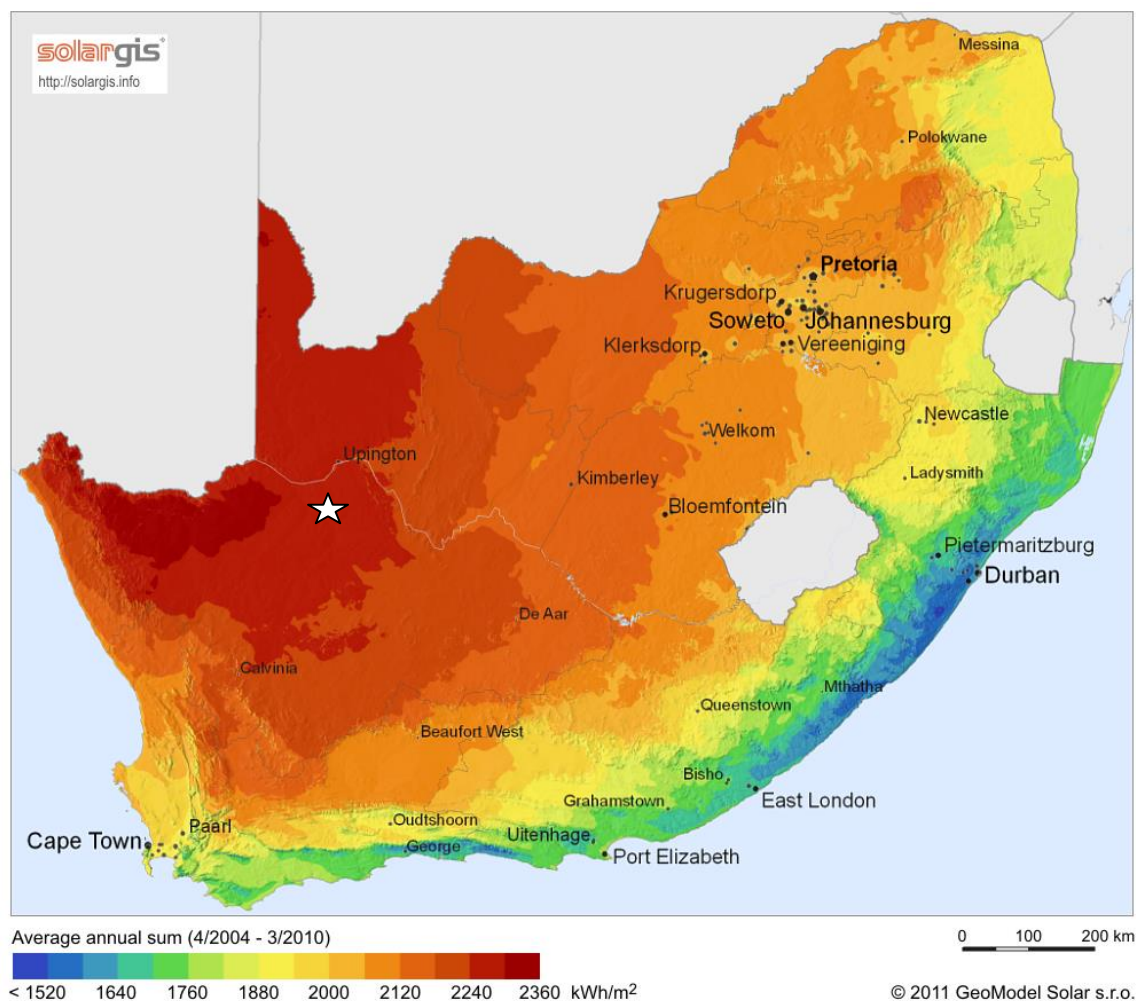 solargis
http://solargis.info
Messina
Polokwane
Pretoria
Krugersdorp
Soweto Johannesburg
Klerksdorp Vereeniging
Newcastle
Welkom
Upington
Kimberley Ladysmith
Bloemfontein
Pietermaritzburg
Durban
De Aar
Calvinia
Mthatha
Queenstown
Beaufort West
Bisho
Grahamstown East London
Oudtshoorn
Paarl
Cape Town George Uitenhage
Port Elizabeth
Average annual sum (4/2004 - 3/2010)
0 100 200 km
< 1520 1640 1760 1880 2000 2120 2240 2360 kWh/m2
© 2011 GeoModel Solar s.r.o.